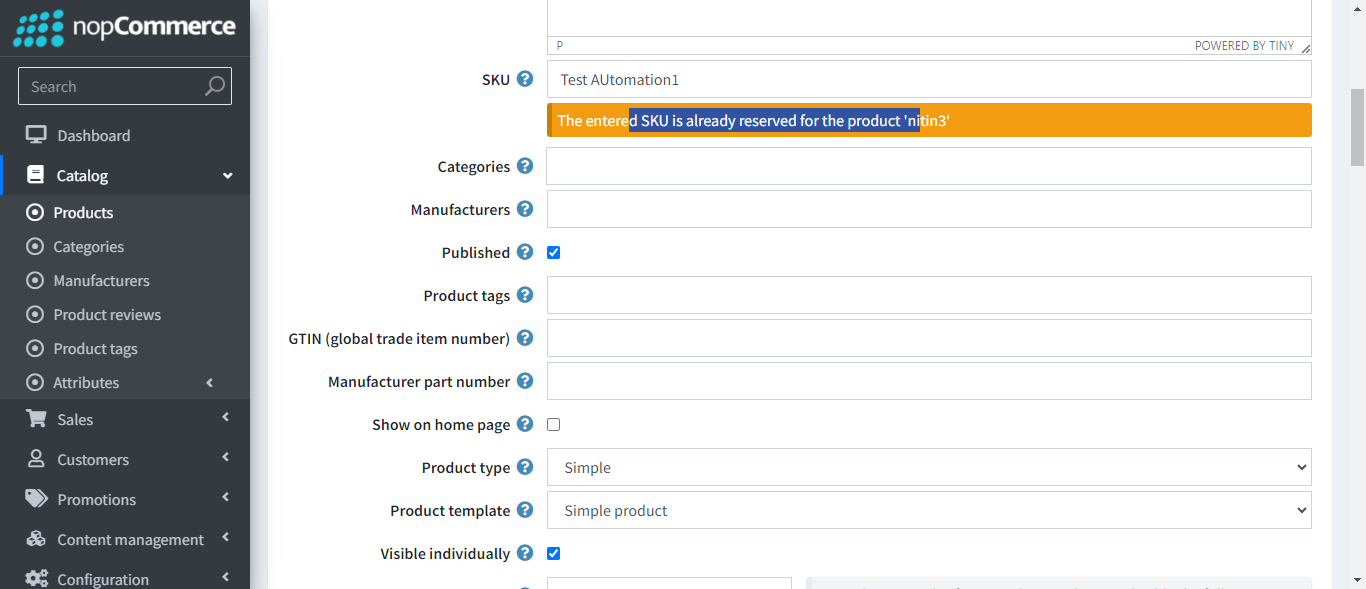 nopCommerce
Search
Dashboard
Catalog
Products
Categories
Manufacturers
Product reviews
Product tags
Attributes
Sales
Customers
Promotions
Content management
Configuration
P POWERED BY TINY
SKU ? Test AUtomation1
The entered SKU is already reserved for the product 'nitin3'
Categories ?
Manufacturers ?
Published ?
Product tags ?
GTIN (global trade item number) ?
Manufacturer part number ?
Show on home page ?
Product type ? Simple
Product template ? Simple product
Visible individually ?